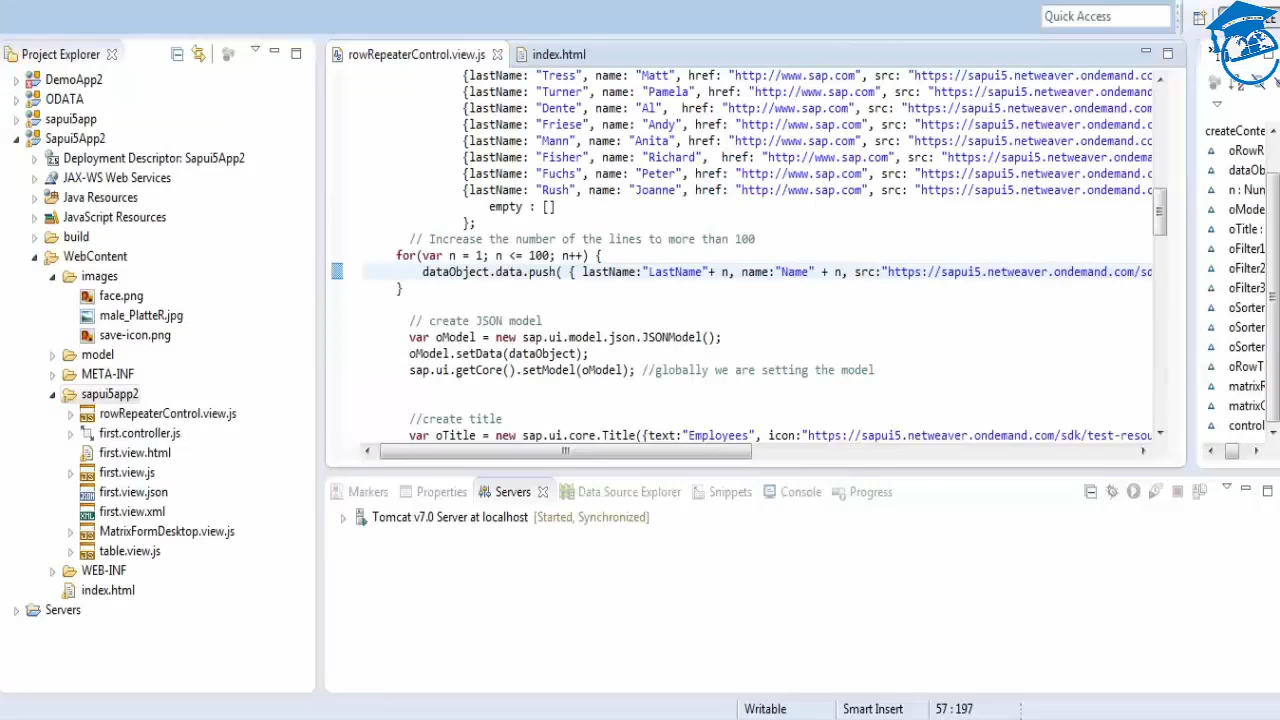 Quick Access
Project Explorer
DemoApp2
ODATA
sapui5app
Sapui5App2
Deployment Descriptor: Sapui5App2
JAX-WS Web Services
Java Resources
JavaScript Resources
build
WebContent
images
face.png
male_PlatteR.jpg
save-icon.png
model
META-INF
sapui5app2
rowRepeaterControl.view.js
first.controller.js
first.view.html
first.view.js
first.view.json
first.view.xml
MatrixFormDesktop.view.js
table.view.js
WEB-INF
index.html
Servers
rowRepeaterControl.view.js index.html
{lastName: "Tress", name: "Matt", href: "http://www.sap.com", src: "https://sapui5.netweaver.ondemand.co
{lastName: "Turner", name: "Pamela", href: "http://www.sap.com", src: "https://sapui5.netweaver.ondemand.
{lastName: "Dente", name: "Al", href: "http://www.sap.com", src: "https://sapui5.netweaver.ondemand.com
{lastName: "Friese", name: "Andy", href: "http://www.sap.com", src: "https://sapui5.netweaver.ondemand.co
{lastName: "Mann", name: "Anita", href: "http://www.sap.com", src: "https://sapui5.netweaver.ondemand.co
{lastName: "Fisher", name: "Richard", href: "http://www.sap.com", src: "https://sapui5.netweaver.ondeman
{lastName: "Fuchs", name: "Peter", href: "http://www.sap.com", src: "https://sapui5.netweaver.ondemand.c
{lastName: "Rush", name: "Joanne", href: "http://www.sap.com", src: "https://sapui5.netweaver.ondemand.c
empty : []
};
// Increase the number of the lines to more than 100
for(var n = 1; n <= 100; n++) {
dataObject.data.push( { lastName:"LastName"+ n, name:"Name" + n, src:"https://sapui5.netweaver.ondemand.com/sd
}
// create JSON model
var oModel = new sap.ui.model.json.JSONModel();
oModel.setData(dataObject);
sap.ui.getCore().setModel(oModel); //globally we are setting the model
//create title
var oTitle = new sap.ui.core.Title({text:"Employees", icon:"https://sapui5.netweaver.ondemand.com/sdk/test-resou
createConte
oRowR
dataOb
n : Num
oMode
oTitle :
oFilter1
oFilter2
oFilter3
oSorter
oSorter
oSorter
oRowT
matrixR
matrixC
control
Markers Properties Servers Data Source Explorer Snippets Console Progress
Tomcat v7.0 Server at localhost [Started, Synchronized]
Writable Smart Insert 57 : 197